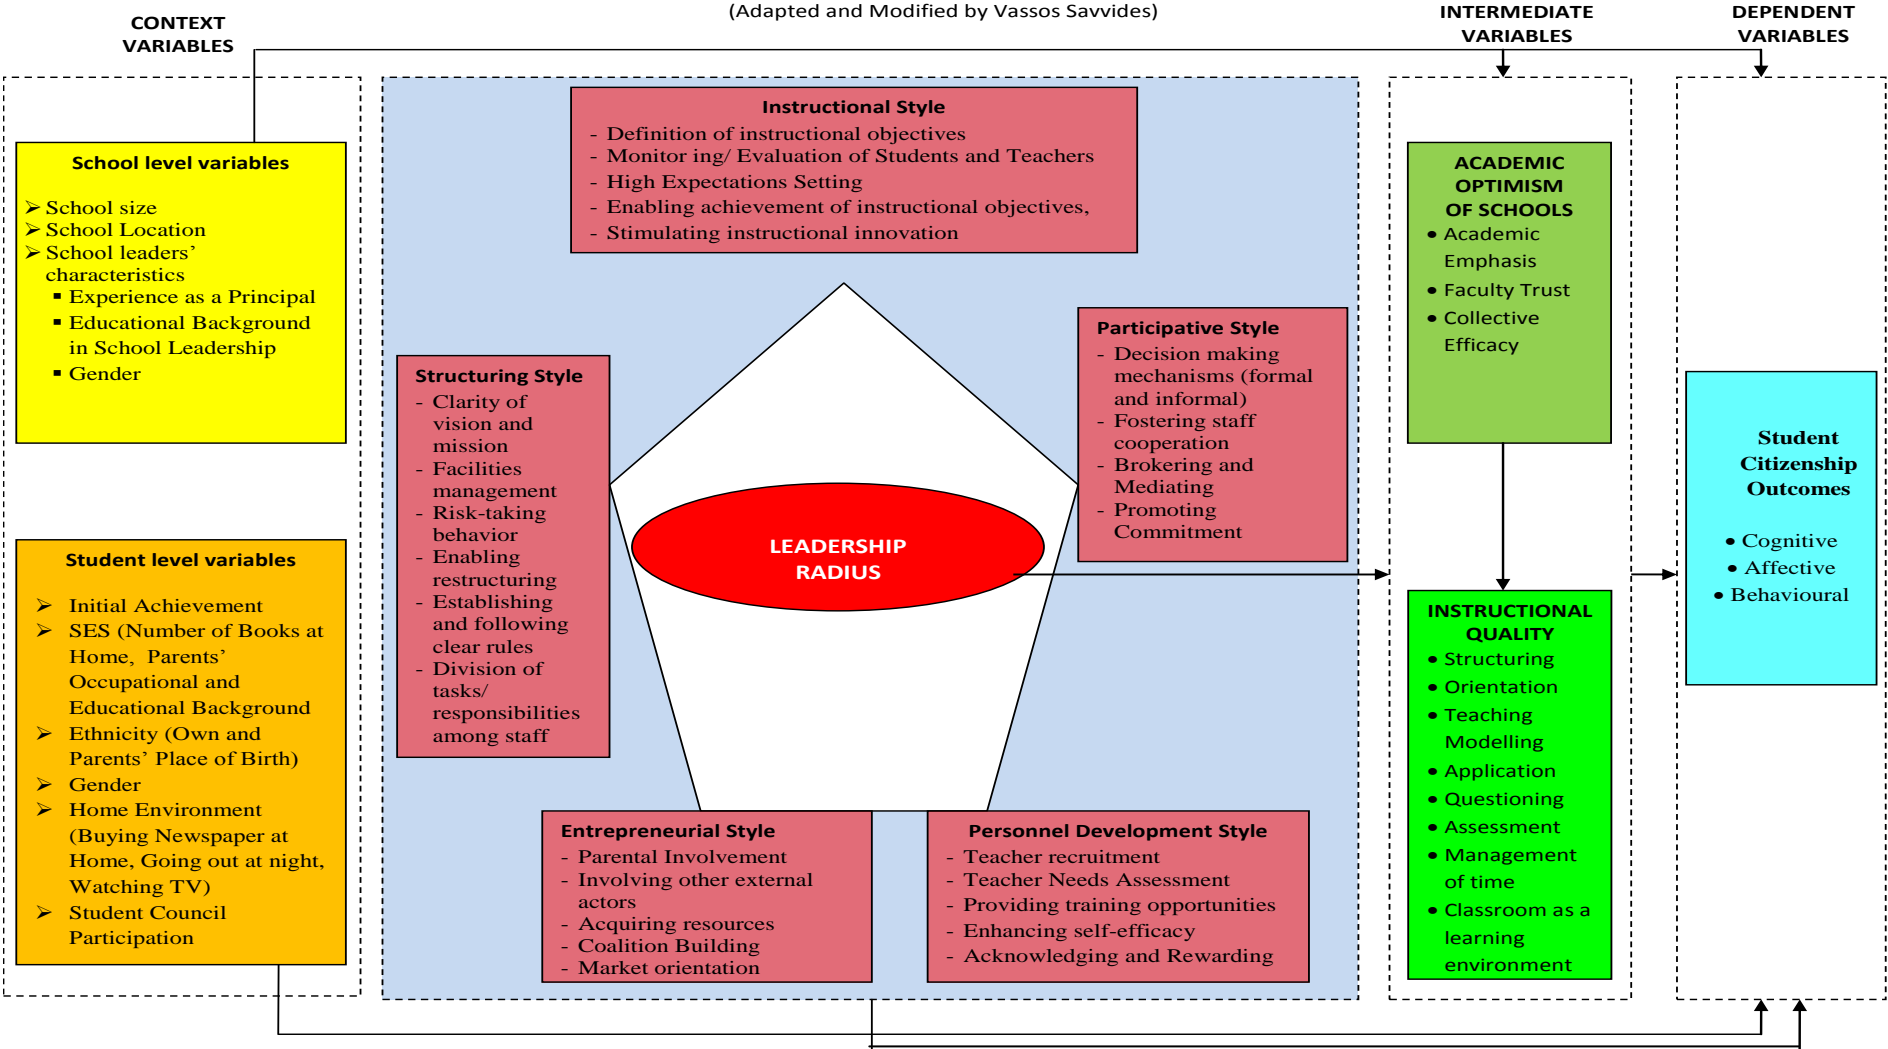 (Adapted and Modified by Vassos Savvides)
CONTEXT
VARIABLES
INTERMEDIATE
VARIABLES
DEPENDENT
VARIABLES
School level variables
➢ School size
➢ School Location
➢ School leaders’
characteristics
▪ Experience as a Principal
▪ Educational Background
in School Leadership
▪ Gender
Student level variables
➢ Initial Achievement
➢ SES (Number of Books at
Home, Parents’
Occupational and
Educational Background
➢ Ethnicity (Own and
Parents’ Place of Birth)
➢ Gender
➢ Home Environment
(Buying Newspaper at
Home, Going out at night,
Watching TV)
➢ Student Council
Participation
Instructional Style
- Definition of instructional objectives
- Monitor ing/ Evaluation of Students and Teachers
- High Expectations Setting
- Enabling achievement of instructional objectives,
- Stimulating instructional innovation
Structuring Style
- Clarity of
vision and
mission
- Facilities
management
- Risk-taking
behavior
- Enabling
restructuring
- Establishing
and following
clear rules
- Division of
tasks/
responsibilities
among staff
LEADERSHIP
RADIUS
Participative Style
- Decision making
mechanisms (formal
and informal)
- Fostering staff
cooperation
- Brokering and
Mediating
- Promoting
Commitment
Entrepreneurial Style
- Parental Involvement
- Involving other external
actors
- Acquiring resources
- Coalition Building
- Market orientation
Personnel Development Style
- Teacher recruitment
- Teacher Needs Assessment
- Providing training opportunities
- Enhancing self-efficacy
- Acknowledging and Rewarding
ACADEMIC
OPTIMISM
OF SCHOOLS
• Academic
Emphasis
• Faculty Trust
• Collective
Efficacy
INSTRUCTIONAL
QUALITY
• Structuring
• Orientation
• Teaching
Modelling
• Application
• Questioning
• Assessment
• Management
of time
• Classroom as a
learning
environment
Student
Citizenship
Outcomes
• Cognitive
• Affective
• Behavioural